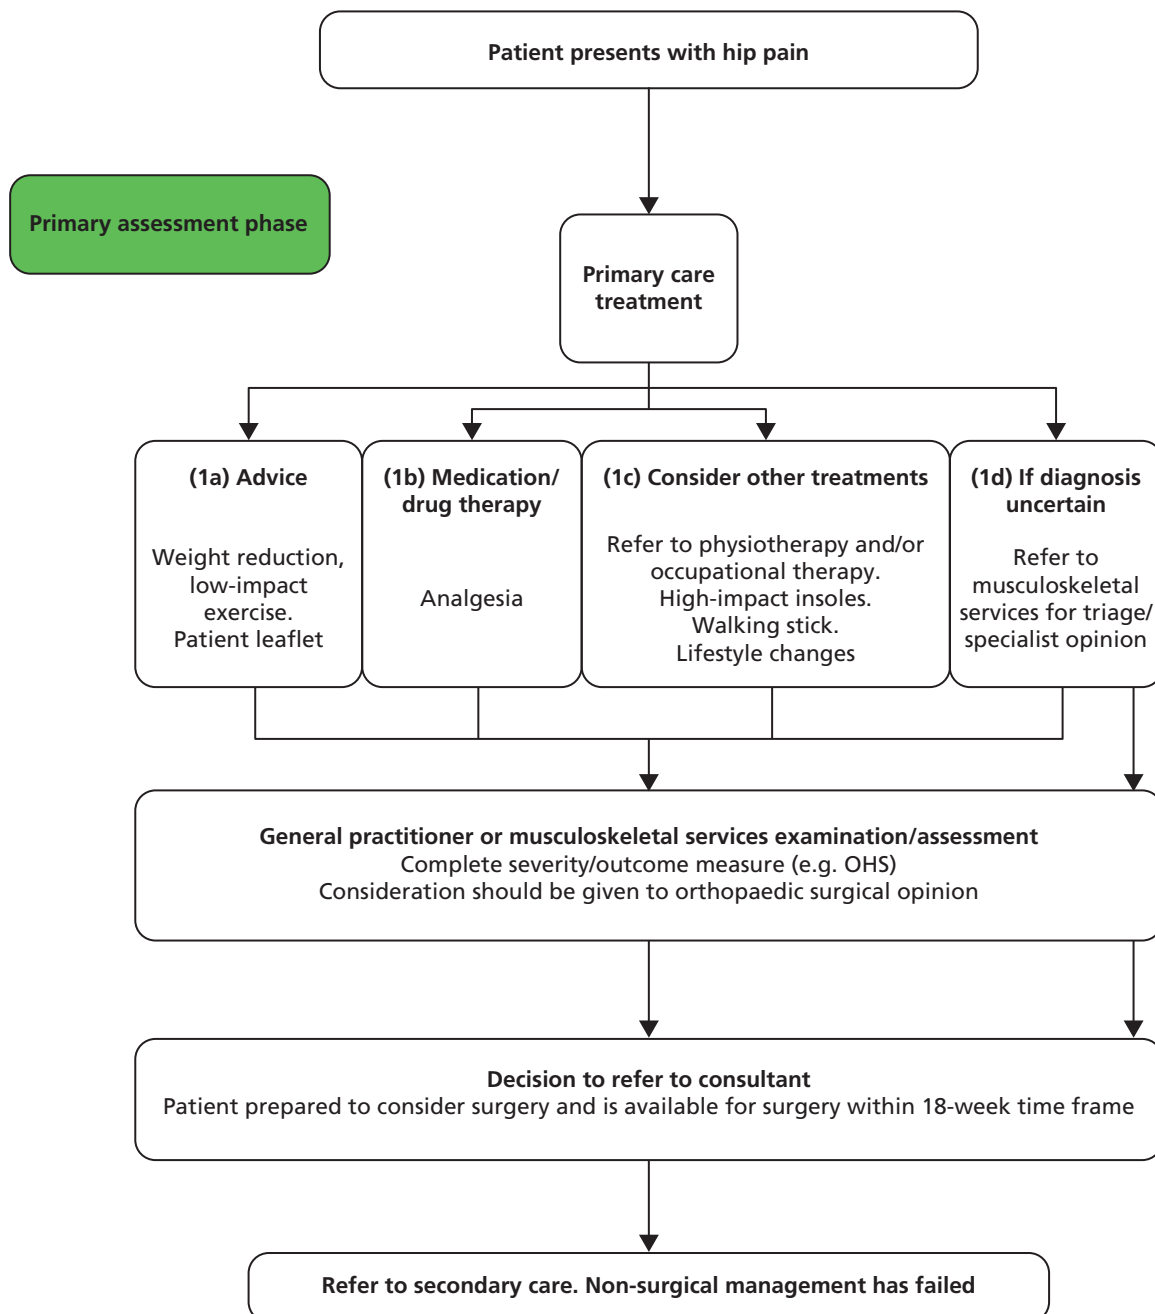 Patient presents with hip pain
Primary assessment phase
Primary care
treatment
(1a) Advice
Weight reduction,
low-impact
exercise.
Patient leaflet
(1b) Medication/
drug therapy
Analgesia
(1c) Consider other treatments
Refer to physiotherapy and/or
occupational therapy.
High-impact insoles.
Walking stick.
Lifestyle changes
(1d) If diagnosis
uncertain
Refer to
musculoskeletal
services for triage/
specialist opinion
General practitioner or musculoskeletal services examination/assessment
Complete severity/outcome measure (e.g. OHS)
Consideration should be given to orthopaedic surgical opinion
Decision to refer to consultant
Patient prepared to consider surgery and is available for surgery within 18-week time frame
Refer to secondary care. Non-surgical management has failed